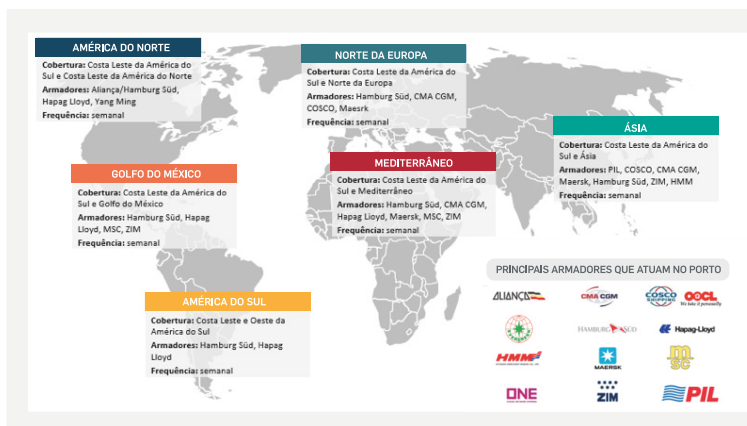 AMÉRICA DO NORTE
Cobertura: Costa Leste da América do
Sul e Costa Leste da América do Norte
Armadores: Aliança/Hamburg Süd,
Hapag Lloyd, Yang Ming
Frequência: semanal
NORTE DA EUROPA
Cobertura: Costa Leste da América do
Sul e Norte da Europa
Armadores: Hamburg Süd, CMA CGM,
COSCO, Maesrk
Frequência: semanal
ÁSIA
Cobertura: Costa Leste da América do
Sul e Ásia
Armadores: PIL, COSCO, CMA CGM,
Maersk, Hamburg Süd, ZIM, HMM
Frequência: semanal
GOLFO DO MÉXICO
Cobertura: Costa Leste da América do
Sul e Golfo do México
Armadores: Hamburg Süd, Hapag
Lloyd, MSC, ZIM
Frequência: semanal
MEDITERRÂNEO
Cobertura: Costa Leste da América do
Sul e Mediterrâneo
Armadores: Hamburg Süd, CMA CGM,
Hapag Lloyd, Maersk, MSC, ZIM
Frequência: semanal
AMÉRICA DO SUL
Cobertura: Costa Leste e Oeste da
América do Sul
Armadores: Hamburg Süd, Hapag
Lloyd
Frequência: semanal
PRINCIPAIS ARMADORES QUE ATUAM NO PORTO
ALIANÇA
CMA CGM
COSCO SHIPPING
OOCL
We take it personally
HAMBURG SÜD
Hapag-Lloyd
HMM
MAERSK
msc
ONE
ZIM
PIL